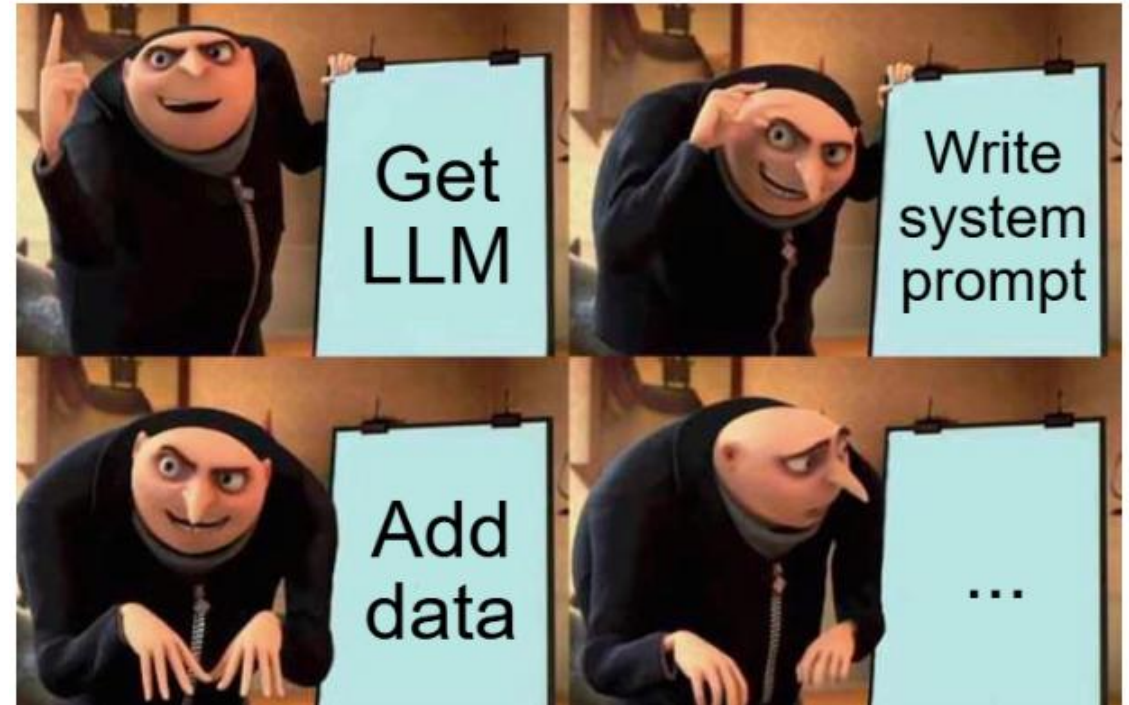 Get
LLM
Write
system
prompt
Add
data
...